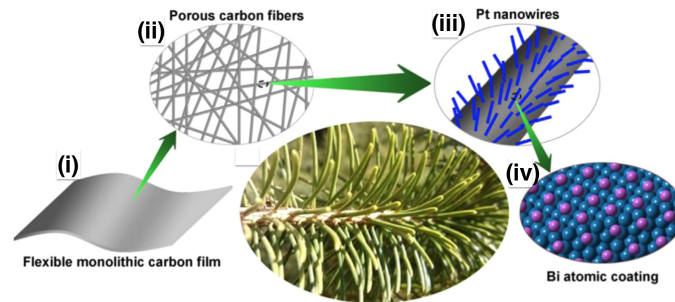 (ii) Porous carbon fibers
(iii) Pt nanowires
(i)
(iv)
Flexible monolithic carbon film
Bi atomic coating